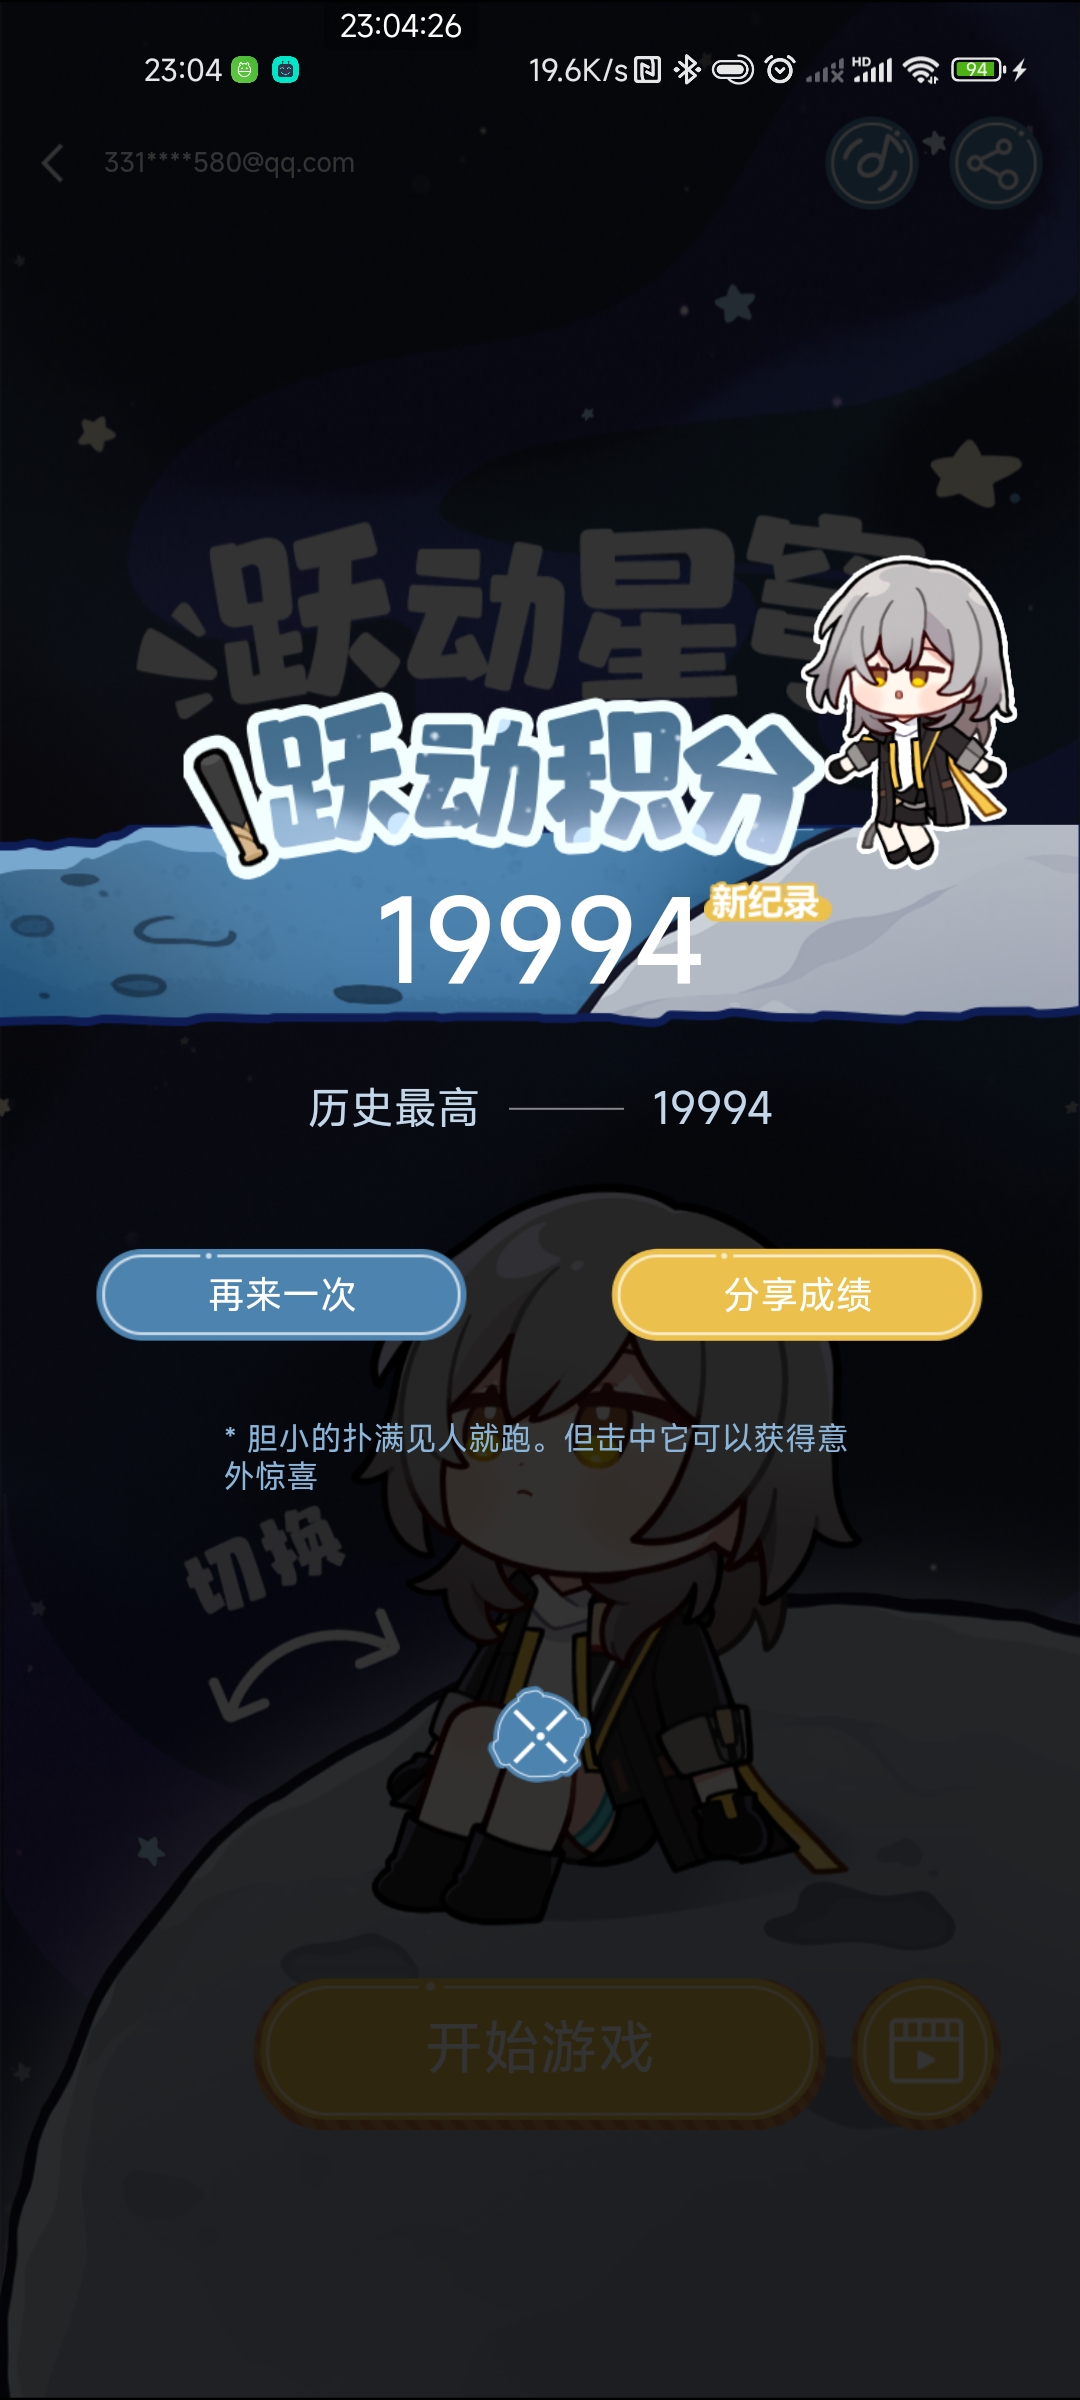 23:04:26
23:04
19.6K/s
HD
94
331****580@qq.com
跃动星穹
跃动积分
19994
新纪录
历史最高 —— 19994
再来一次
分享成绩
* 胆小的扑满见人就跑。但击中它可以获得意
外惊喜
切换
开始游戏